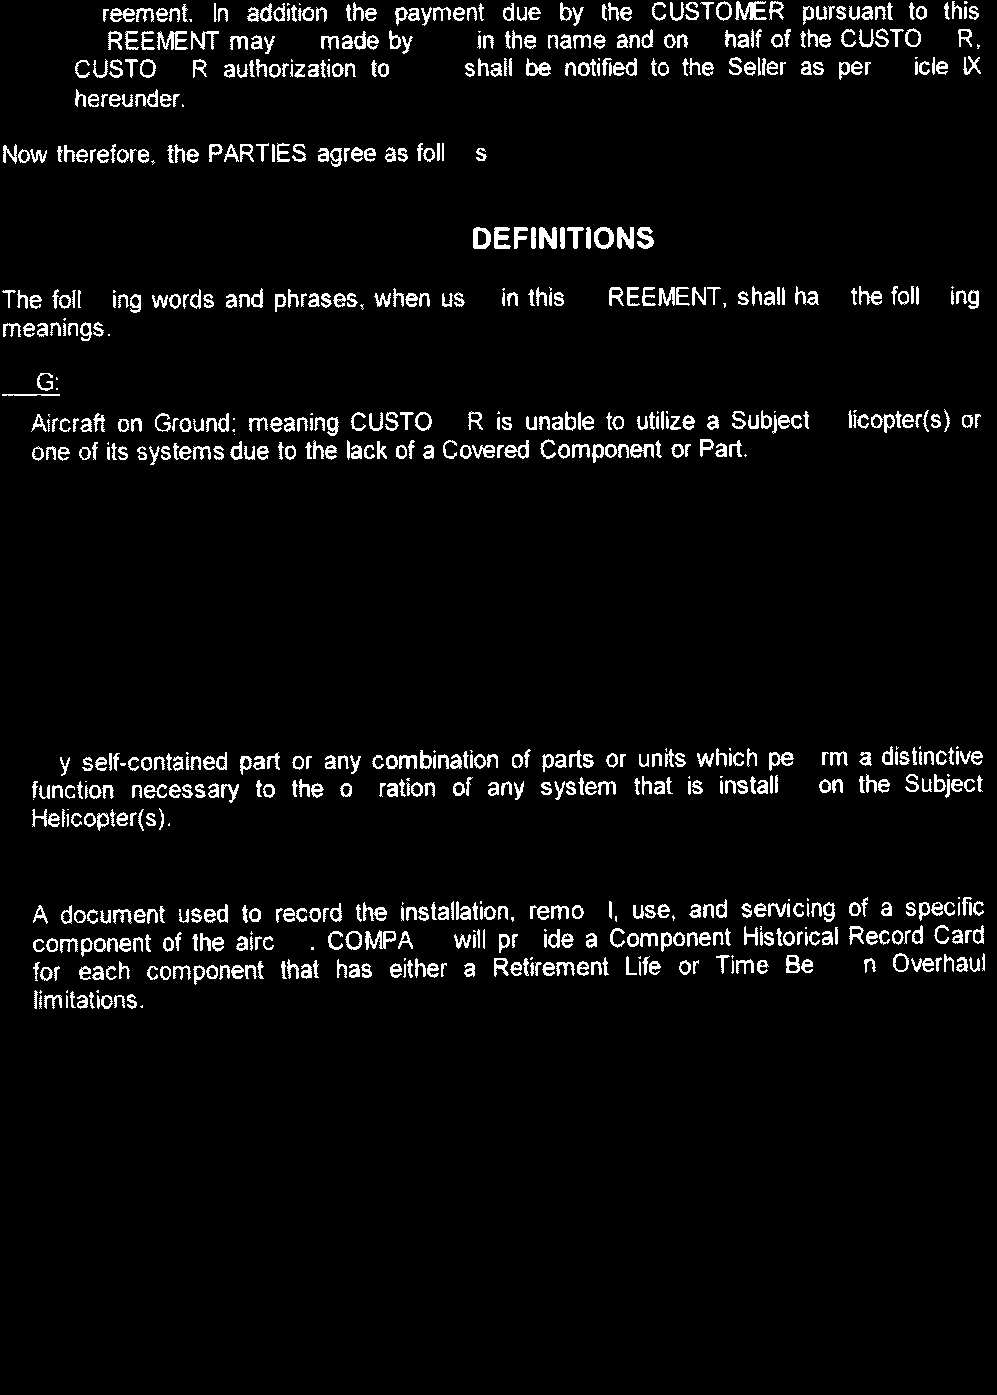 reement. In addition the payment due by the CUSTOMER pursuant to this
REEMENT may made by in the name and on half of the CUSTO R,
CUSTO R authorization to shall be notified to the Seller as per icle IX
hereunder.
Now therefore, the PARTIES agree as foll s
DEFINITIONS
The foll ing words and phrases, when us in this REEMENT, shall ha the foll ing
meanings.
G:
Aircraft on Ground; meaning CUSTO R is unable to utilize a Subject licopter(s) or
one of its systems due to the lack of a Covered Component or Part.
y self-contained part or any combination of parts or units which pe rm a distinctive
function necessary to the o ration of any system that is install on the Subject
Helicopter(s).
A document used to record the installation, remo l, use, and servicing of a specific
component of the airc . COMPA will pr ide a Component Historical Record Card
for each component that has either a Retirement Life or Time Be n Overhaul
limitations.